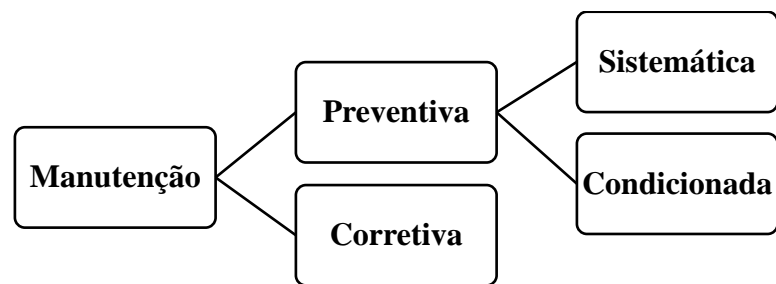 Manutenção
Preventiva
Corretiva
Sistemática
Condicionada